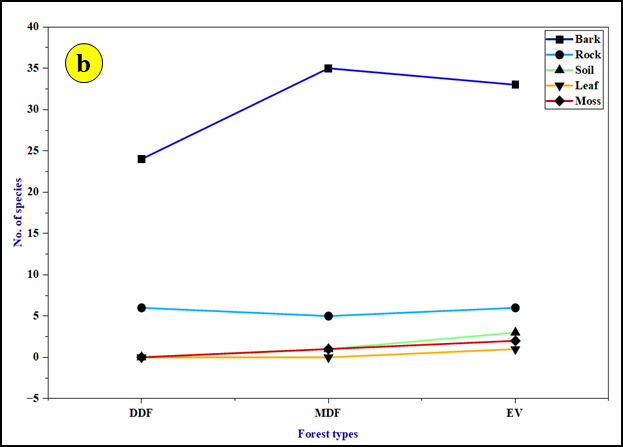 b
Bark
Rock
Soil
Leaf
Moss
No. of species
40
35
30
25
20
15
10
5
0
−5
DDF MDF EV
Forest types